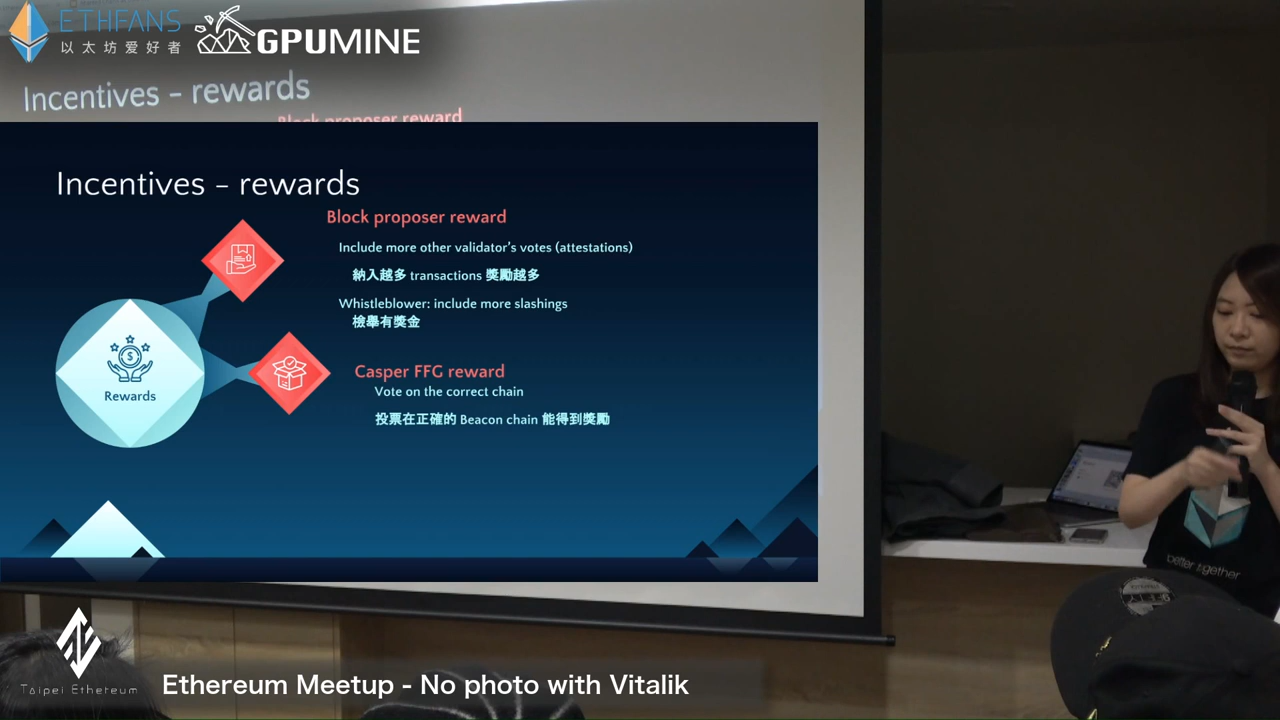 ETHFANS
以太坊爱好者
GPUMINE
Incentives – rewards
Block proposer reward
Incentives – rewards
Block proposer reward
Include more other validator's votes (attestations)
納入越多 transactions 獎勵越多
Whistleblower: include more slashings
檢舉有獎金
Rewards
Casper FFG reward
Vote on the correct chain
投票在正確的 Beacon chain 能得到獎勵
better together
Taipei Ethereum
Ethereum Meetup - No photo with Vitalik